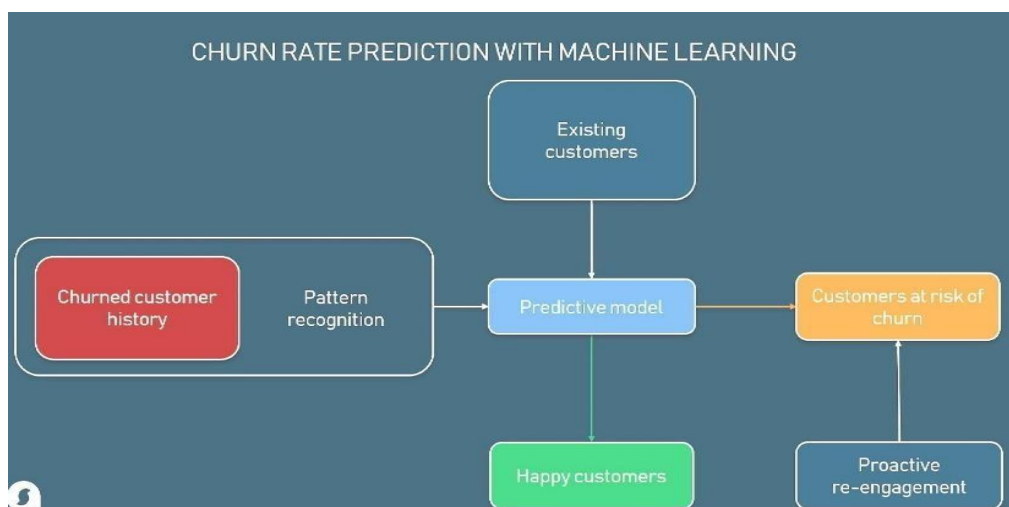 CHURN RATE PREDICTION WITH MACHINE LEARNING
Existing
customers
Churned customer
history
Pattern
recognition
Predictive model
Customers at risk of
churn
Happy customers
Proactive
re-engagement